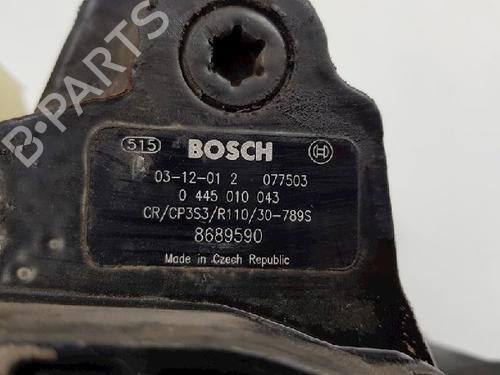 515 BOSCH
03-12-01 2 077503
0 445 010 043
CR/CP3S3/R110/30-789S
8689590
Made in Czech Republic
B-PARTS